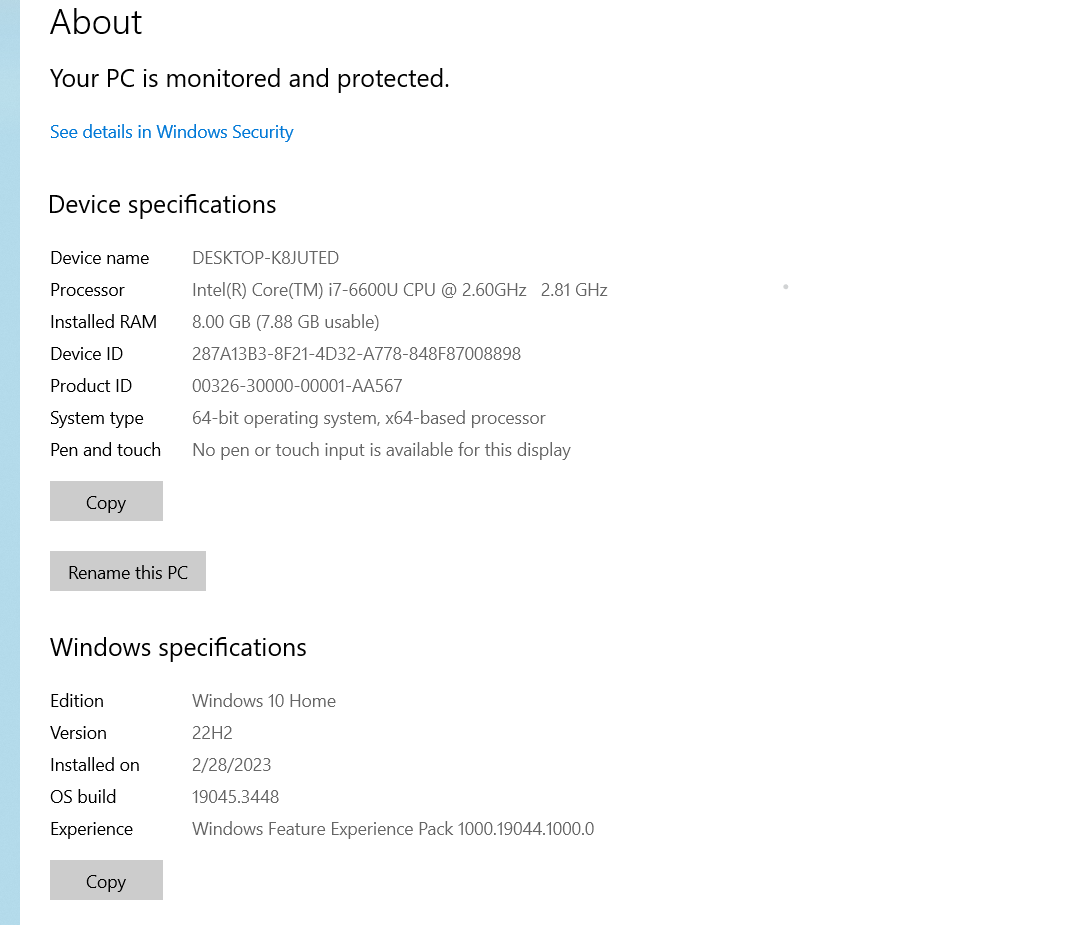 About
Your PC is monitored and protected.
See details in Windows Security
Device specifications
Device name DESKTOP-K8JUTED
Processor Intel(R) Core(TM) i7-6600U CPU @ 2.60GHz 2.81 GHz
Installed RAM 8.00 GB (7.88 GB usable)
Device ID 287A13B3-8F21-4D32-A778-848F87008898
Product ID 00326-30000-00001-AA567
System type 64-bit operating system, x64-based processor
Pen and touch No pen or touch input is available for this display
Copy
Rename this PC
Windows specifications
Edition Windows 10 Home
Version 22H2
Installed on 2/28/2023
OS build 19045.3448
Experience Windows Feature Experience Pack 1000.19044.1000.0
Copy